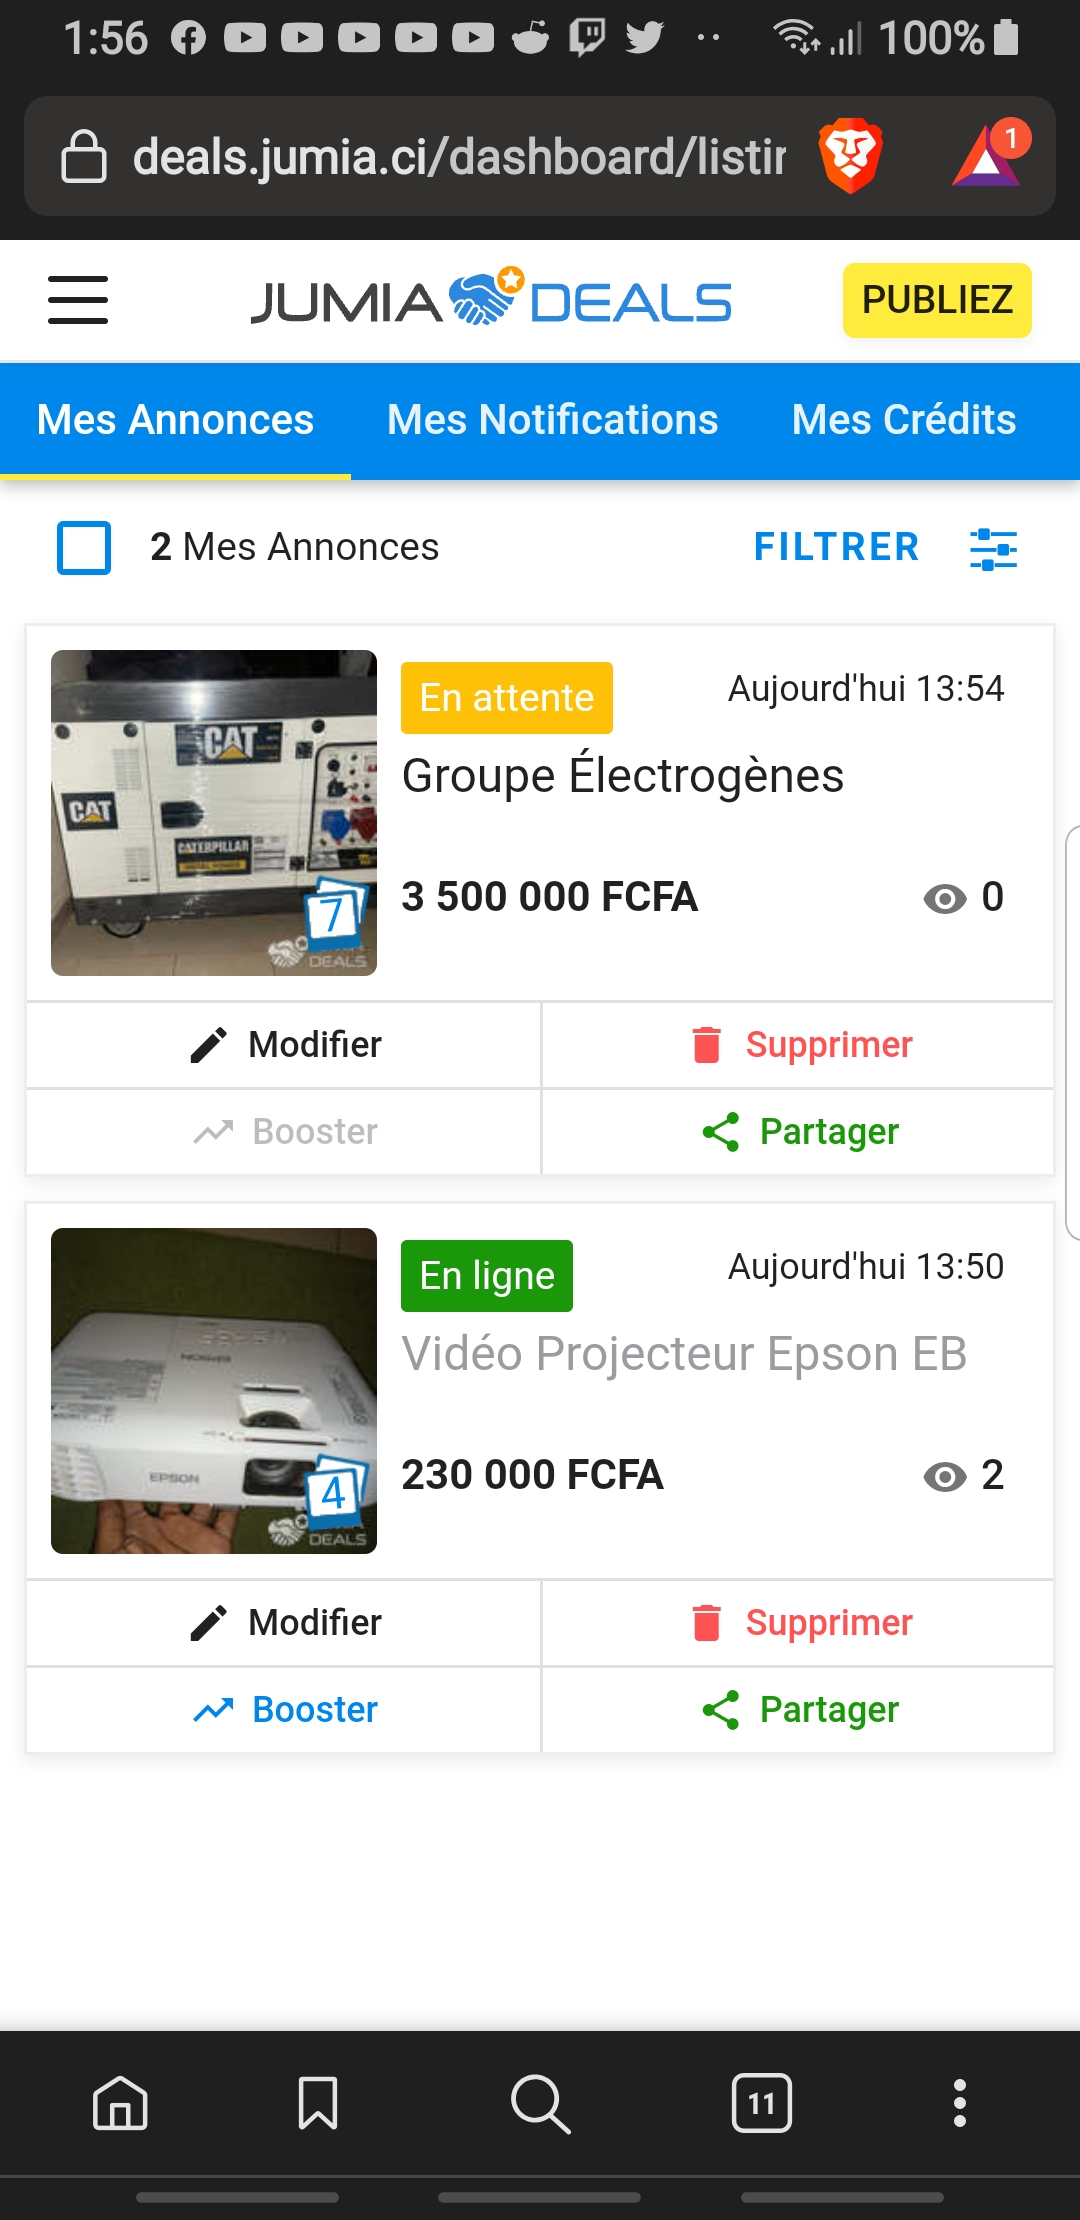 1:56
100%
deals.jumia.ci/dashboard/listin
1
JUMIA DEALS
PUBLIEZ
Mes Annonces
Mes Notifications
Mes Crédits
2 Mes Annonces
FILTRER
CAT
CAT
CATERPILLAR
7
DEALS
En attente
Aujourd'hui 13:54
Groupe Électrogènes
3 500 000 FCFA
0
Modifier
Supprimer
Booster
Partager
EPSON
EPSON
4
DEALS
En ligne
Aujourd'hui 13:50
Vidéo Projecteur Epson EB
230 000 FCFA
2
Modifier
Supprimer
Booster
Partager
11